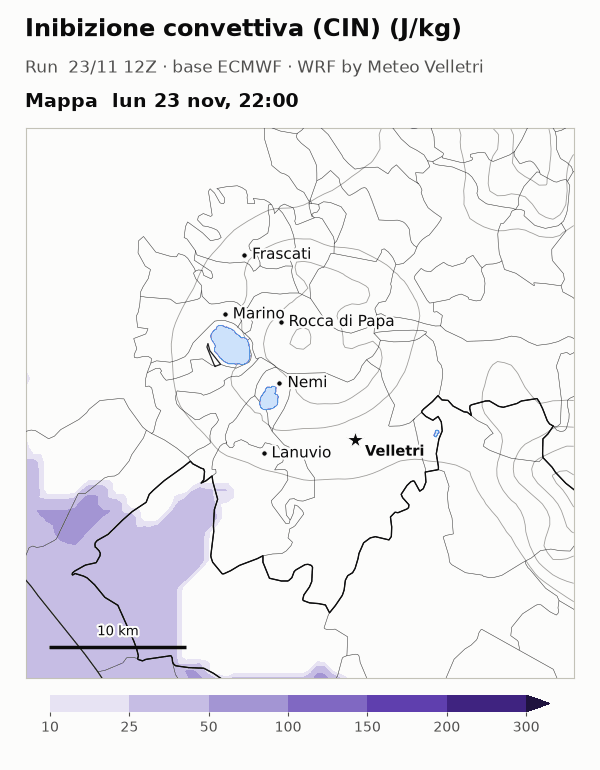 Inibizione convettiva (CIN) (J/kg)
Run  23/11 12Z · base ECMWF · WRF by Meteo Velletri
Mappa  lun 23 nov, 22:00
Frascati
Marino
Rocca di Papa
Nemi
Velletri
Lanuvio
10 km
10 25 50 100 150 200 300